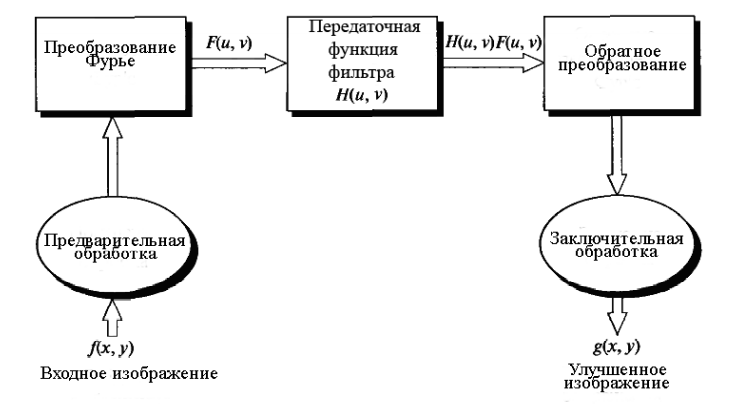 Преобразование
Фурье
F(u, v)
Передаточная
функция
фильтра
H(u, v)
H(u, v)F(u, v)
Обратное
преобразование
Предварительная
обработка
Заключительная
обработка
f(x, y)
Входное изображение
g(x, y)
Улучшенное
изображение